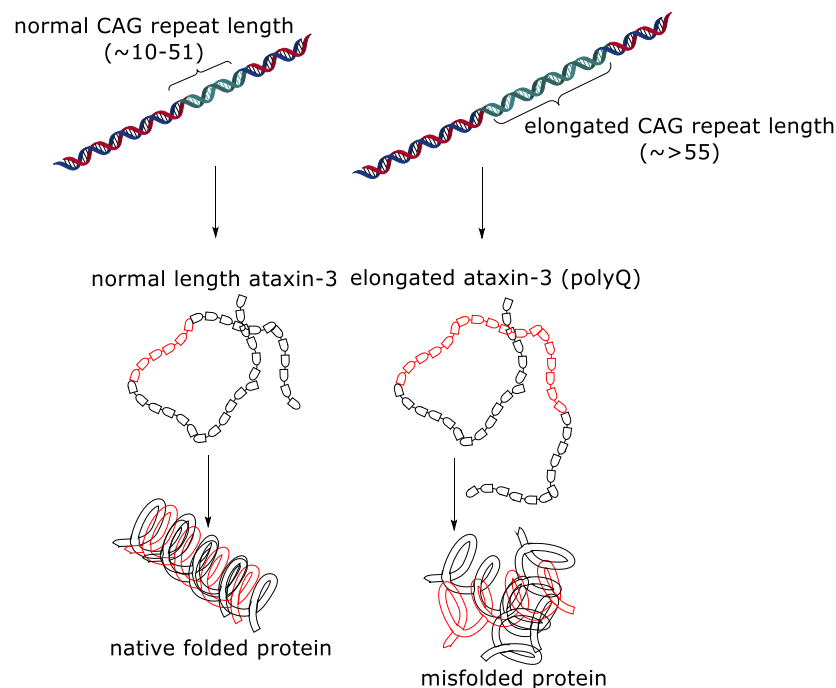 normal CAG repeat length
(~10-51)
elongated CAG repeat length
(~>55)
normal length ataxin-3
elongated ataxin-3 (polyQ)
native folded protein
misfolded protein